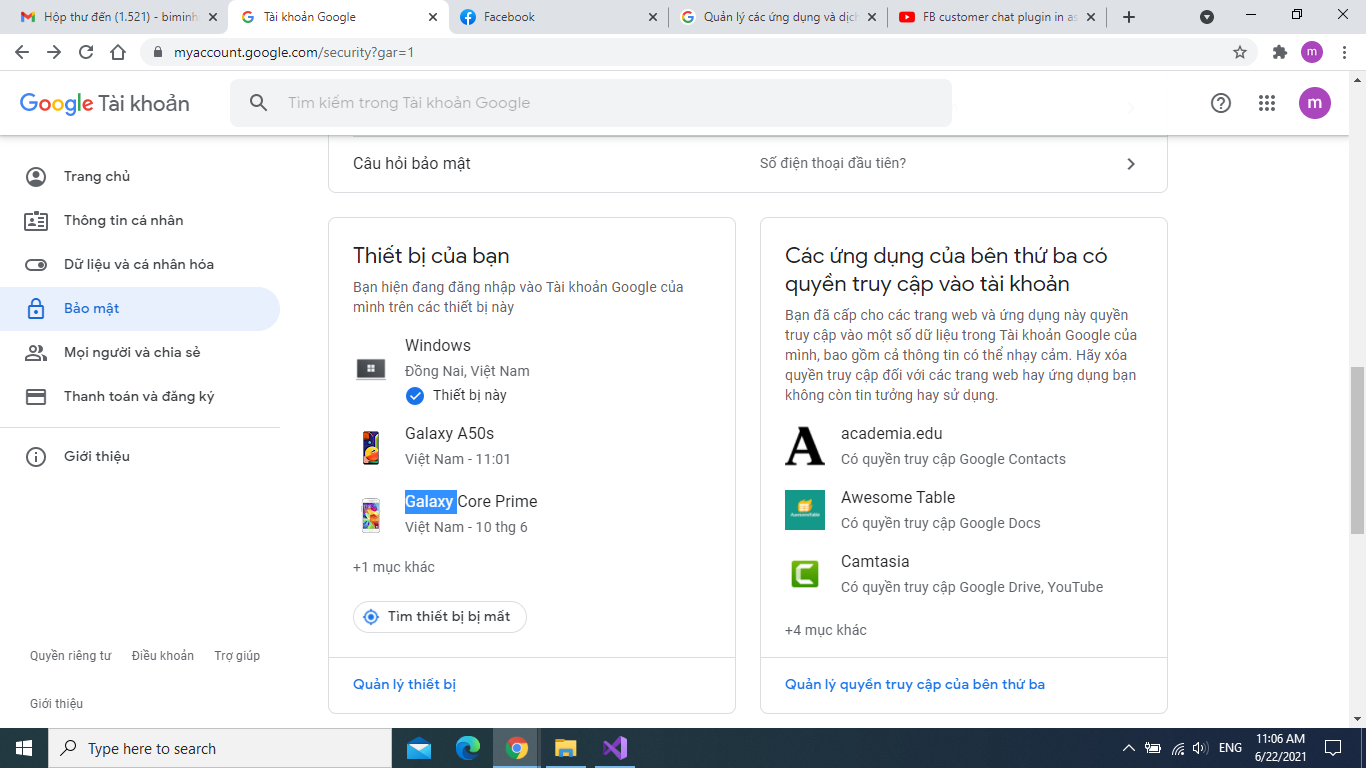 Hộp thư đến (1.521) - biminh
Tài khoản Google
Facebook
Quản lý các ứng dụng và dịch
FB customer chat plugin in as
myaccount.google.com/security?gar=1
m
Google Tài khoản
Tìm kiếm trong Tài khoản Google
m
Trang chủ
Thông tin cá nhân
Dữ liệu và cá nhân hóa
Bảo mật
Mọi người và chia sẻ
Thanh toán và đăng ký
Giới thiệu
Quyền riêng tư
Điều khoản
Trợ giúp
Giới thiệu
Câu hỏi bảo mật
Số điện thoại đầu tiên?
Thiết bị của bạn
Bạn hiện đang đăng nhập vào Tài khoản Google của
mình trên các thiết bị này
Windows
Đồng Nai, Việt Nam
Thiết bị này
Galaxy A50s
Việt Nam - 11:01
Galaxy Core Prime
Việt Nam - 10 thg 6
+1 mục khác
Tìm thiết bị bị mất
Quản lý thiết bị
Các ứng dụng của bên thứ ba có
quyền truy cập vào tài khoản
Bạn đã cấp cho các trang web và ứng dụng này quyền
truy cập vào một số dữ liệu trong Tài khoản Google của
mình, bao gồm cả thông tin có thể nhạy cảm. Hãy xóa
quyền truy cập đối với các trang web hay ứng dụng bạn
không còn tin tưởng hay sử dụng.
A
academia.edu
Có quyền truy cập Google Contacts
Awesome Table
Có quyền truy cập Google Docs
Camtasia
Có quyền truy cập Google Drive, YouTube
+4 mục khác
Quản lý quyền truy cập của bên thứ ba
Type here to search
ENG
11:06 AM
6/22/2021